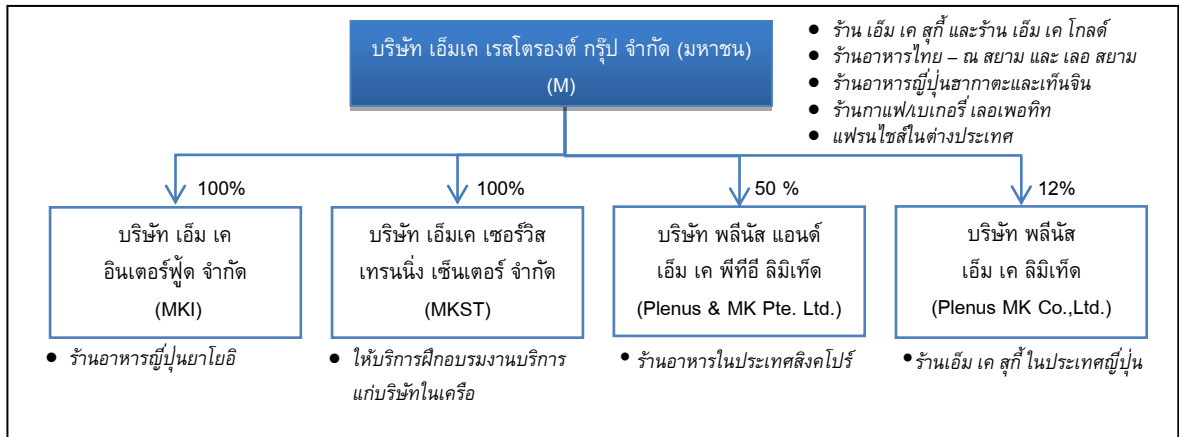 บริษัท เอ็มเค เรสโตรองต์ กรุ๊ป จำกัด (มหาชน)
(M)
● ร้าน เอ็ม เค สุกี้ และร้าน เอ็ม เค โกลด์
● ร้านอาหารไทย – ณ สยาม และ เลอ สยาม
● ร้านอาหารญี่ปุ่นฮากาตะและเท็นจิน
● ร้านกาแฟ/เบเกอรี่ เลอเพอทิท
● แฟรนไชส์ในต่างประเทศ
100%
100%
50 %
12%
บริษัท เอ็ม เค
อินเตอร์ฟู้ด จำกัด
(MKI)
● ร้านอาหารญี่ปุ่นยาโยอิ
บริษัท เอ็มเค เซอร์วิส
เทรนนิ่ง เซ็นเตอร์ จำกัด
(MKST)
● ให้บริการฝึกอบรมงานบริการ
แก่บริษัทในเครือ
บริษัท พลีนัส แอนด์
เอ็ม เค พีทีอี ลิมิเท็ด
(Plenus & MK Pte. Ltd.)
● ร้านอาหารในประเทศสิงคโปร์
บริษัท พลีนัส
เอ็ม เค ลิมิเท็ด
(Plenus MK Co.,Ltd.)
● ร้านเอ็ม เค สุกี้ ในประเทศญี่ปุ่น